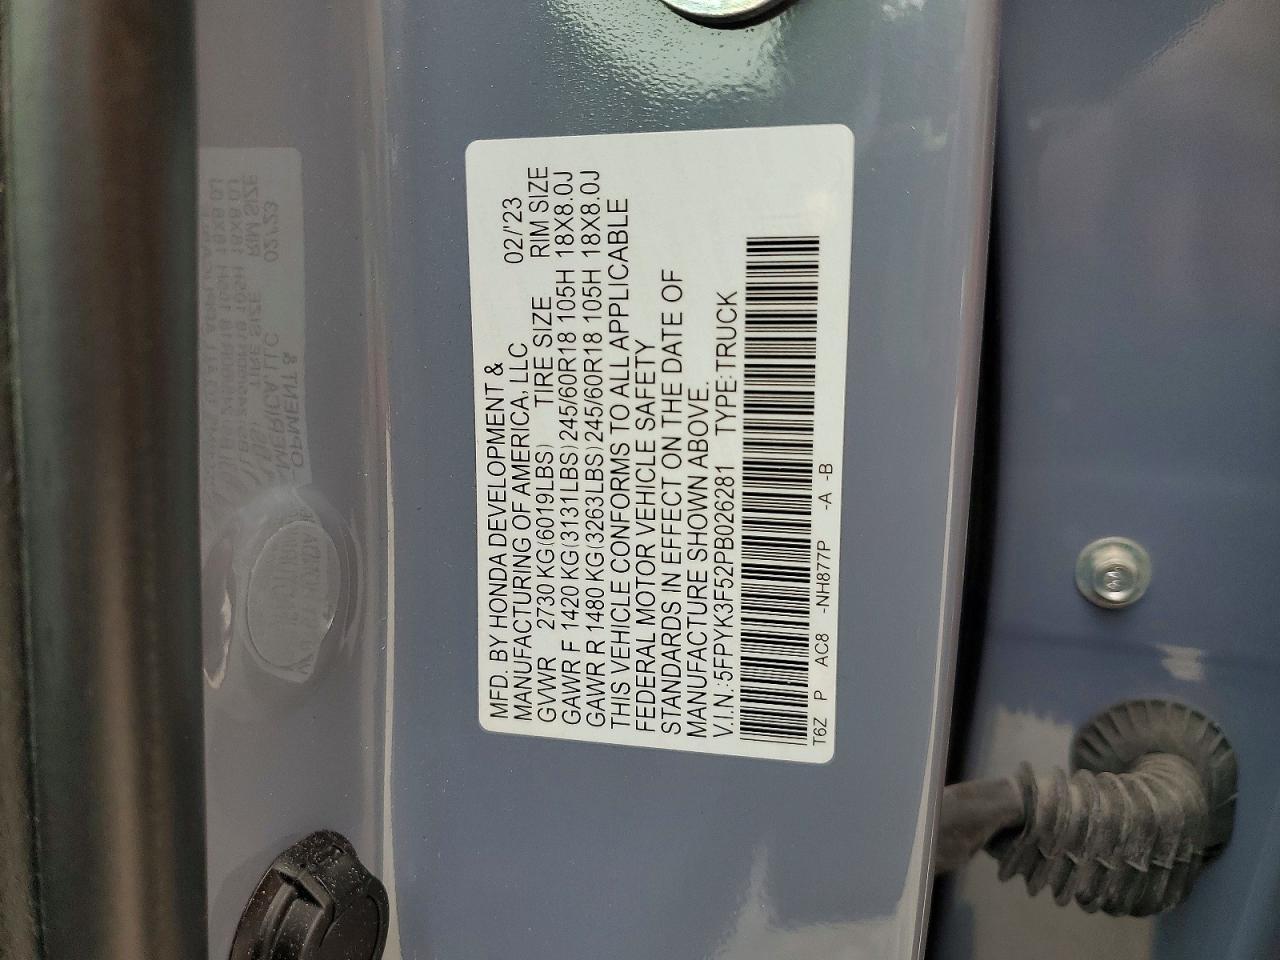 MFD. BY HONDA DEVELOPMENT &
MANUFACTURING OF AMERICA, LLC 02/'23
GVWR 2730 KG(6019LBS) TIRE SIZE RIM SIZE
GAWR F 1420 KG(3131LBS)245/60R18 105H 18X8.0J
GAWR R 1480 KG(3263LBS)245/60R18 105H 18X8.0J
THIS VEHICLE CONFORMS TO ALL APPLICABLE
FEDERAL MOTOR VEHICLE SAFETY
STANDARDS IN EFFECT ON THE DATE OF
MANUFACTURE SHOWN ABOVE.
V.I.N.:5FPYK3F52PB026281 TYPE:TRUCK
T6Z P AC8 -NH877P -A -B